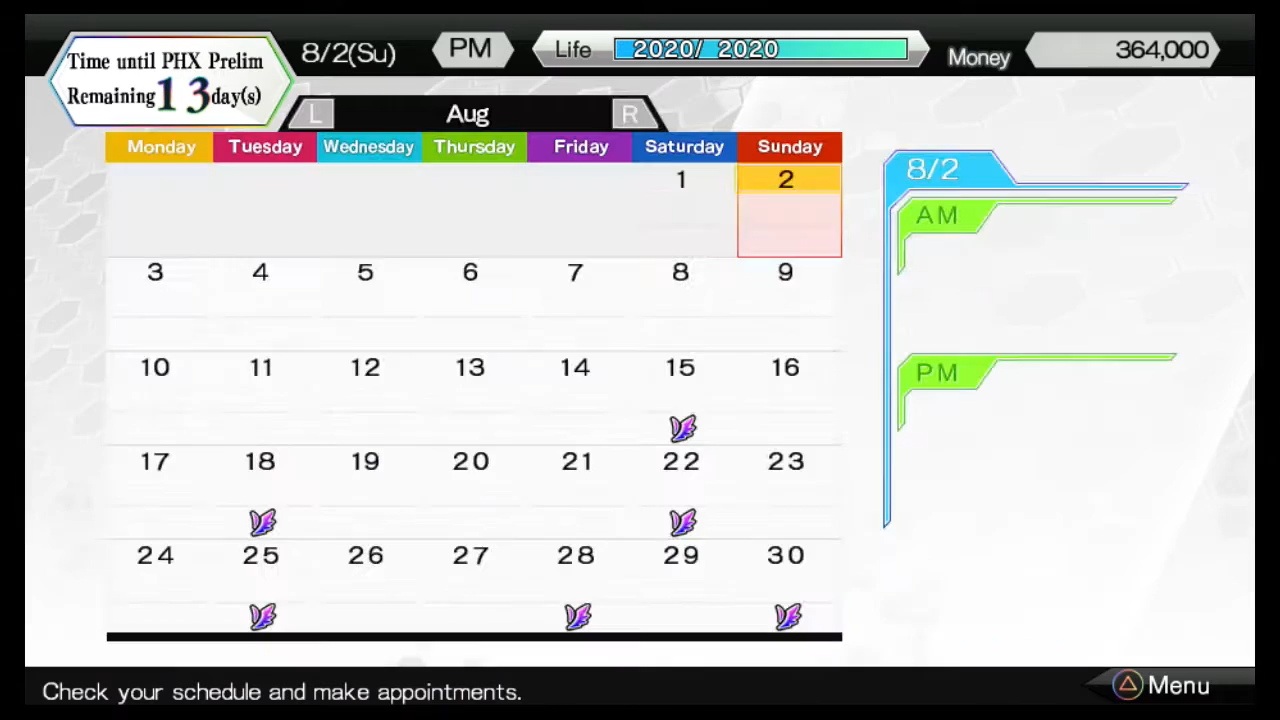 Time until PHX Prelim
Remaining 13 day(s)
8/2(Su)
PM
Life 2020/ 2020
Money 364,000
L Aug R
Monday Tuesday Wednesday Thursday Friday Saturday Sunday
1 2
3 4 5 6 7 8 9
10 11 12 13 14 15 16
17 18 19 20 21 22 23
24 25 26 27 28 29 30
8/2
AM
PM
Check your schedule and make appointments.
Menu